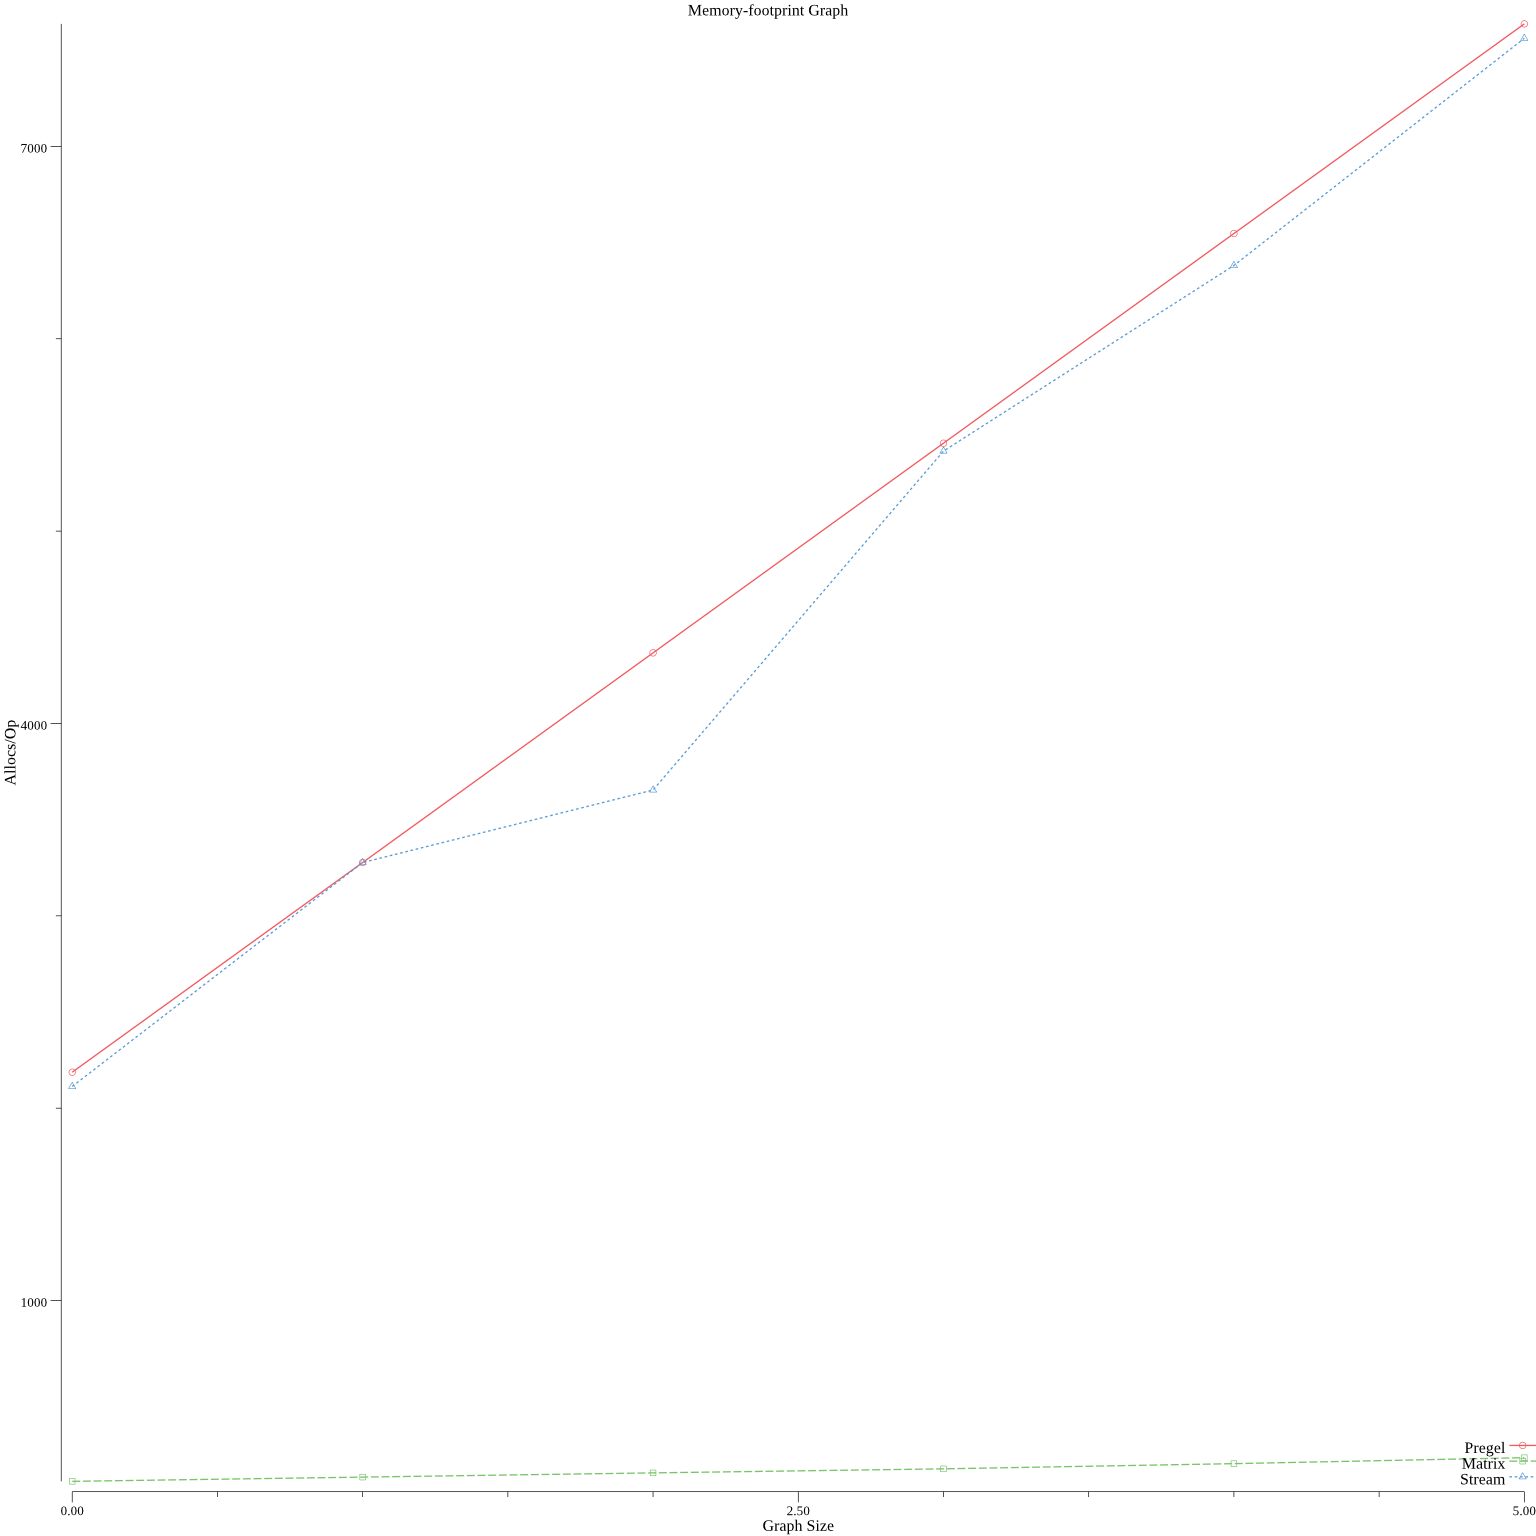 Memory-footprint Graph
7000
4000
Allocs/Op
1000
Pregel
Matrix
Stream
0.00
2.50
5.00
Graph Size